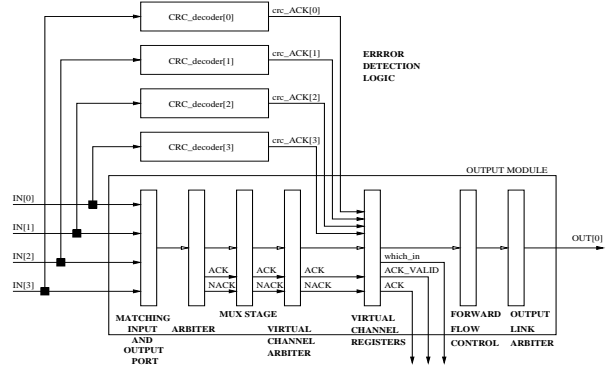 CRC_decoder[0]
crc_ACK[0]
CRC_decoder[1]
crc_ACK[1]
ERRROR
DETECTION
LOGIC
CRC_decoder[2]
crc_ACK[2]
CRC_decoder[3]
crc_ACK[3]
OUTPUT MODULE
IN[0]
IN[1]
IN[2]
IN[3]
OUT[0]
which_in
ACK ACK ACK ACK_VALID
NACK NACK NACK ACK
MATCHING
INPUT
AND
OUTPUT
PORT
ARBITER
MUX STAGE
VIRTUAL
CHANNEL
ARBITER
VIRTUAL
CHANNEL
REGISTERS
FORWARD
FLOW
CONTROL
OUTPUT
LINK
ARBITER